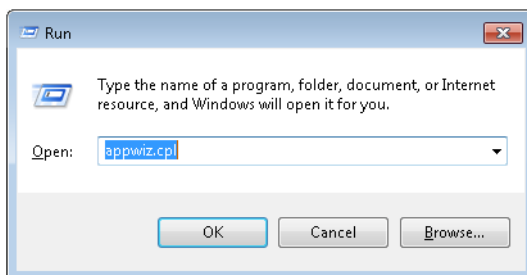 Run
Type the name of a program, folder, document, or Internet
resource, and Windows will open it for you.
Open: appwiz.cpl
OK Cancel Browse...